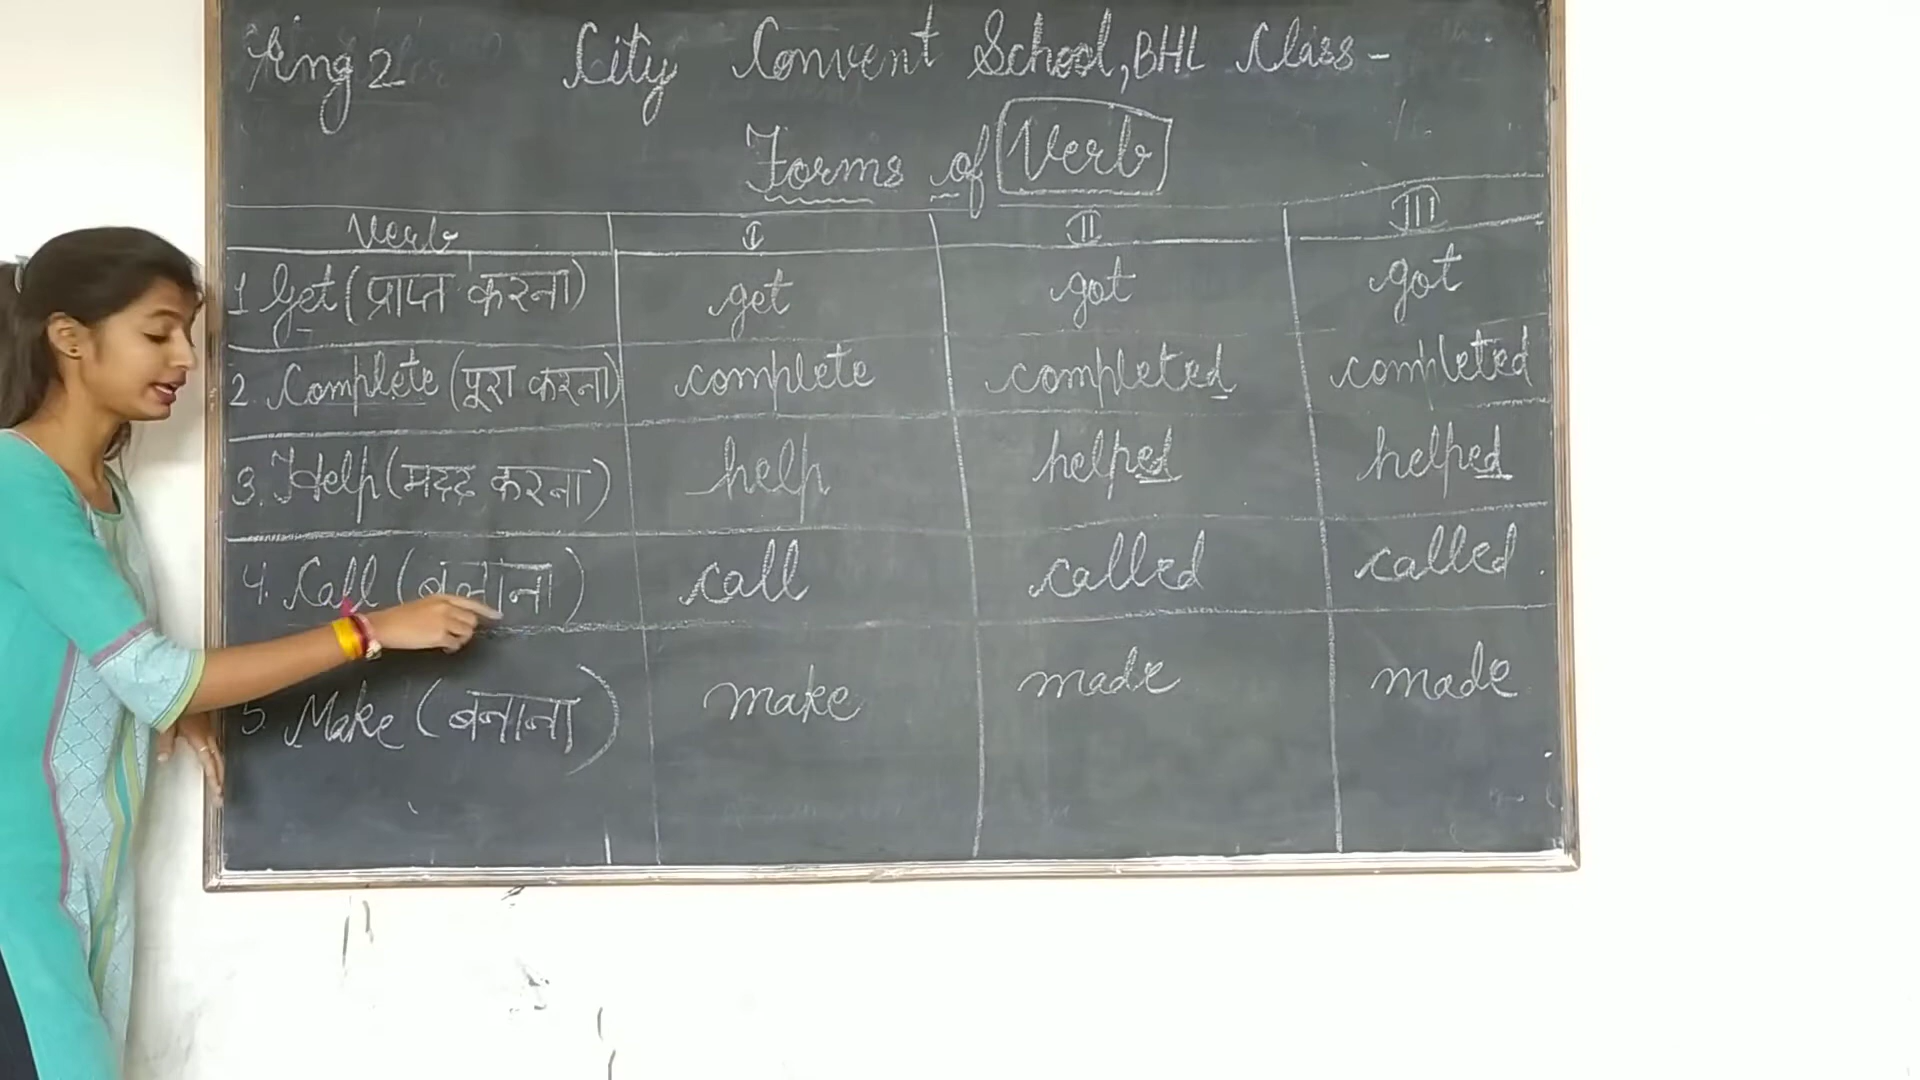 Eng 2 City Convent School, BHL Class -
Forms of Verb
Verb I II III
1 Get (प्राप्त करना) get got got
2. Complete (पूरा करना) complete completed completed
3. Help (मदद करना) help helped helped
4. Call ( ) call called called.
5. Make (बनाना) make made made